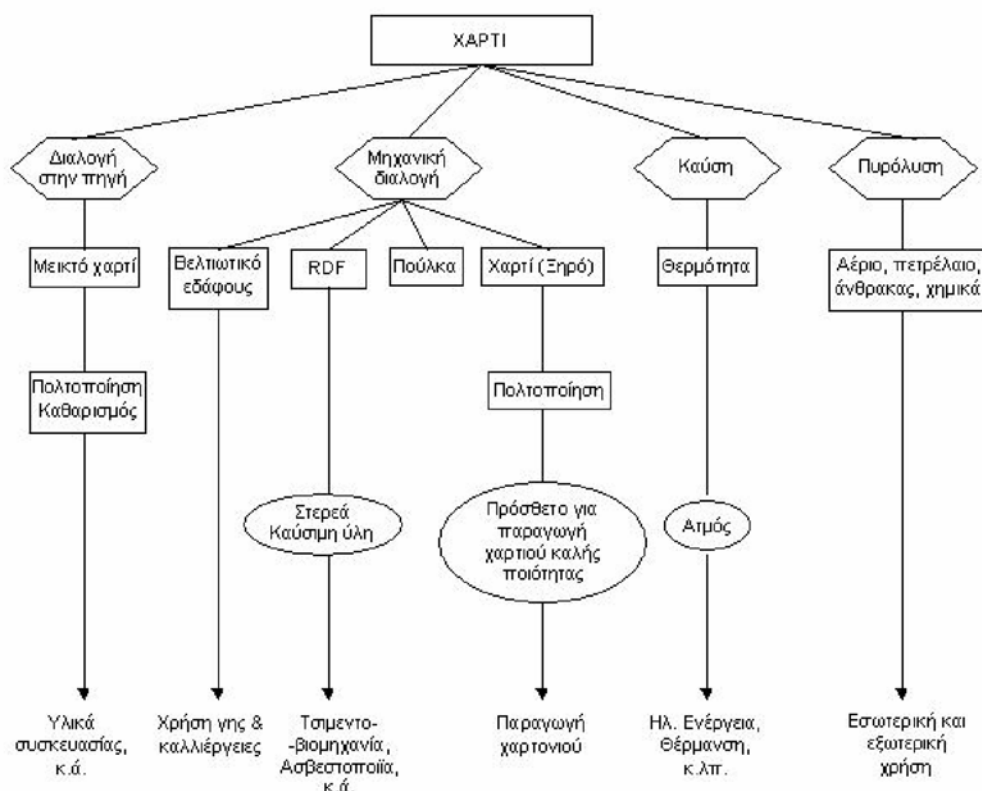 ΧΑΡΤΙ
Διαλογή
στην πηγή
Μηχανική
διαλογή
Καύση
Πυρόλυση
Μεικτό χαρτί
Βελτιωτικό
εδάφους
RDF
Πούλκα
Χαρτί (Ξηρό)
Θερμότητα
Αέριο, πετρέλαιο,
άνθρακας, χημικά
Πολτοποίηση
Καθαρισμός
Πολτοποίηση
Στερεά
Καύσιμη ύλη
Πρόσθετο για
παραγωγή
χαρτιού καλής
ποιότητας
Ατμός
Υλικά
συσκευασίας,
κ.ά.
Χρήση γης &
καλλιέργειες
Τσιμεντο-
-βιομηχανία,
Ασβεστοποιϊα,
κ.ά.
Παραγωγή
χαρτονιού
Ηλ. Ενέργεια,
Θέρμανση,
κ.λπ.
Εσωτερική και
εξωτερική
χρήση